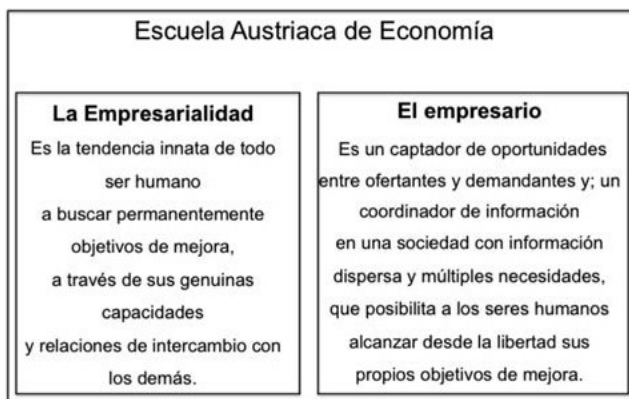 Escuela Austriaca de Economía
La Empresarialidad
Es la tendencia innata de todo
ser humano
a buscar permanentemente
objetivos de mejora,
a través de sus genuinas
capacidades
y relaciones de intercambio con
los demás.
El empresario
Es un captador de oportunidades
entre ofertantes y demandantes y; un
coordinador de información
en una sociedad con información
dispersa y múltiples necesidades,
que posibilita a los seres humanos
alcanzar desde la libertad sus
propios objetivos de mejora.